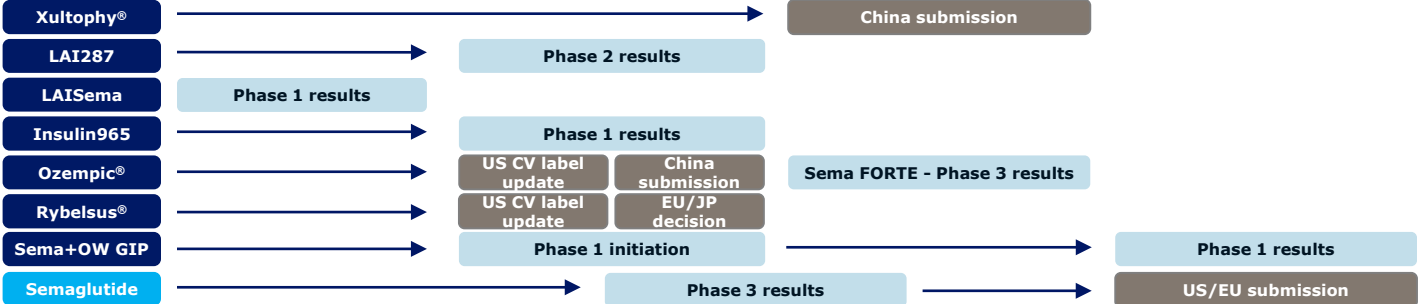 Xultophy® China submission
LAI287 Phase 2 results
LAISema Phase 1 results
Insulin965 Phase 1 results
Ozempic® US CV label update China submission Sema FORTE - Phase 3 results
Rybelsus® US CV label update EU/JP decision
Sema+OW GIP Phase 1 initiation Phase 1 results
Semaglutide Phase 3 results US/EU submission